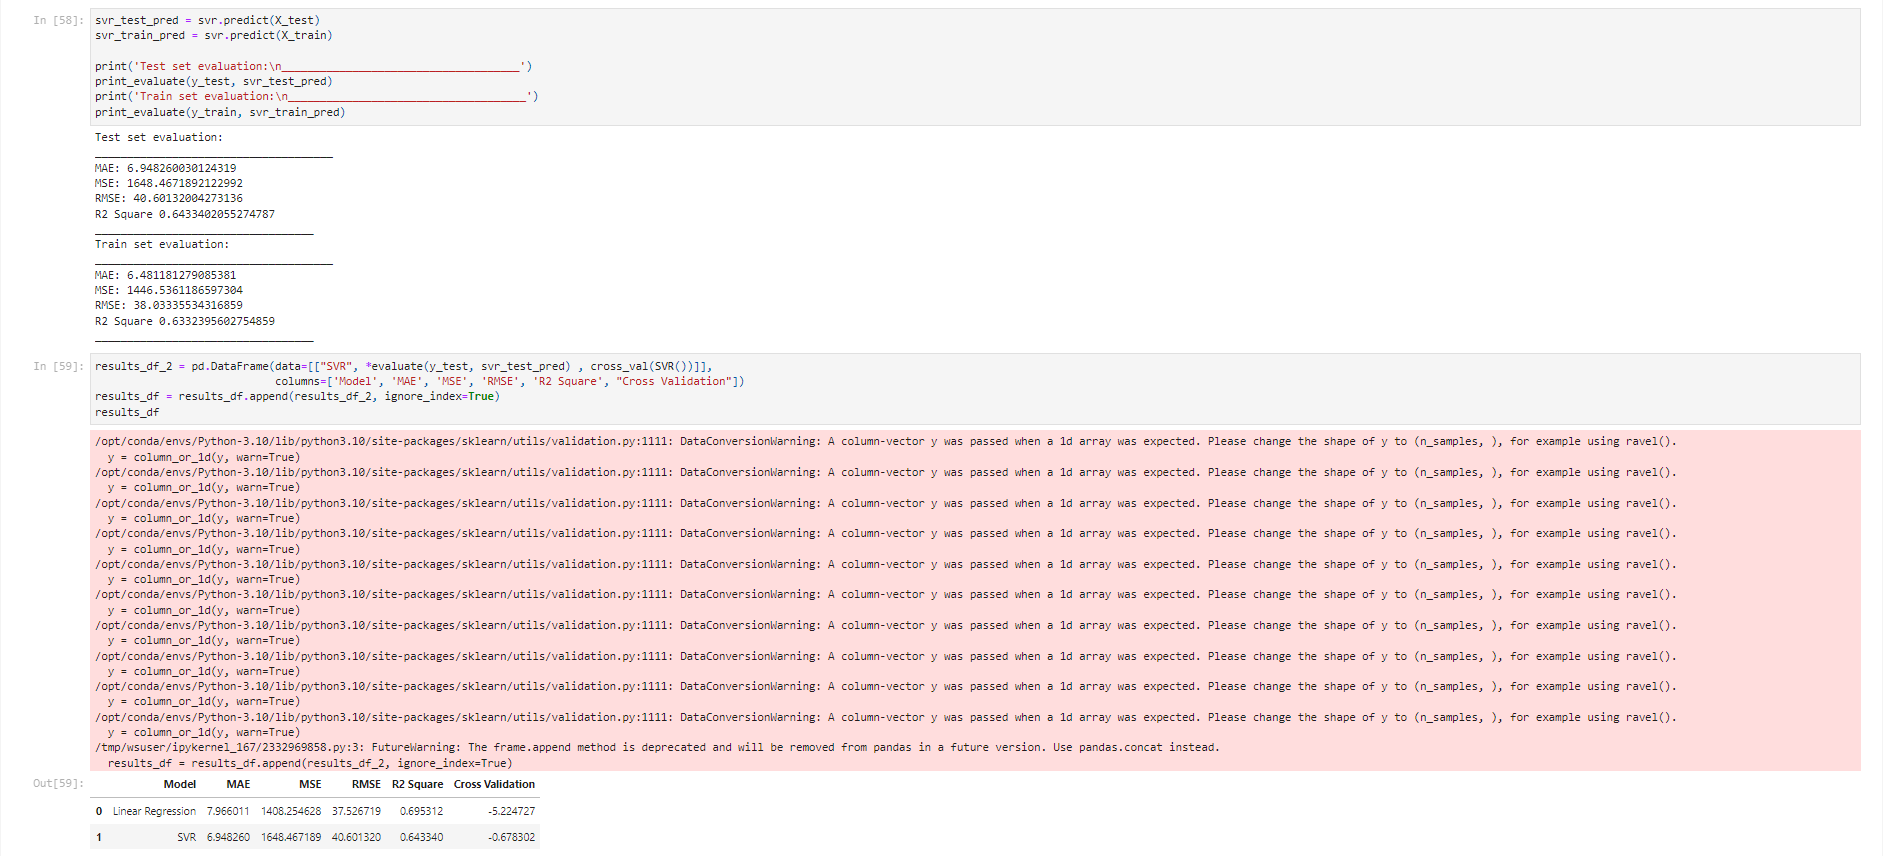 In [58]:
svr_test_pred = svr.predict(X_test)
svr_train_pred = svr.predict(X_train)
print('Test set evaluation:\n_____________________________________')
print_evaluate(y_test, svr_test_pred)
print('Train set evaluation:\n_____________________________________')
print_evaluate(y_train, svr_train_pred)
Test set evaluation:
_____________________________________
MAE: 6.948260030124319
MSE: 1648.4671892122992
RMSE: 40.60132004273136
R2 Square 0.6433402055274787
__________________________________
Train set evaluation:
_____________________________________
MAE: 6.481181279085381
MSE: 1446.5361186597304
RMSE: 38.03335534316859
R2 Square 0.6332395602754859
__________________________________
In [59]:
results_df_2 = pd.DataFrame(data=[["SVR", *evaluate(y_test, svr_test_pred) , cross_val(SVR())]],
columns=['Model', 'MAE', 'MSE', 'RMSE', 'R2 Square', "Cross Validation"])
results_df = results_df.append(results_df_2, ignore_index=True)
results_df
/opt/conda/envs/Python-3.10/lib/python3.10/site-packages/sklearn/utils/validation.py:1111: DataConversionWarning: A column-vector y was passed when a 1d array was expected. Please change the shape of y to (n_samples, ), for example using ravel().
y = column_or_1d(y, warn=True)
/opt/conda/envs/Python-3.10/lib/python3.10/site-packages/sklearn/utils/validation.py:1111: DataConversionWarning: A column-vector y was passed when a 1d array was expected. Please change the shape of y to (n_samples, ), for example using ravel().
y = column_or_1d(y, warn=True)
/opt/conda/envs/Python-3.10/lib/python3.10/site-packages/sklearn/utils/validation.py:1111: DataConversionWarning: A column-vector y was passed when a 1d array was expected. Please change the shape of y to (n_samples, ), for example using ravel().
y = column_or_1d(y, warn=True)
/opt/conda/envs/Python-3.10/lib/python3.10/site-packages/sklearn/utils/validation.py:1111: DataConversionWarning: A column-vector y was passed when a 1d array was expected. Please change the shape of y to (n_samples, ), for example using ravel().
y = column_or_1d(y, warn=True)
/opt/conda/envs/Python-3.10/lib/python3.10/site-packages/sklearn/utils/validation.py:1111: DataConversionWarning: A column-vector y was passed when a 1d array was expected. Please change the shape of y to (n_samples, ), for example using ravel().
y = column_or_1d(y, warn=True)
/opt/conda/envs/Python-3.10/lib/python3.10/site-packages/sklearn/utils/validation.py:1111: DataConversionWarning: A column-vector y was passed when a 1d array was expected. Please change the shape of y to (n_samples, ), for example using ravel().
y = column_or_1d(y, warn=True)
/opt/conda/envs/Python-3.10/lib/python3.10/site-packages/sklearn/utils/validation.py:1111: DataConversionWarning: A column-vector y was passed when a 1d array was expected. Please change the shape of y to (n_samples, ), for example using ravel().
y = column_or_1d(y, warn=True)
/opt/conda/envs/Python-3.10/lib/python3.10/site-packages/sklearn/utils/validation.py:1111: DataConversionWarning: A column-vector y was passed when a 1d array was expected. Please change the shape of y to (n_samples, ), for example using ravel().
y = column_or_1d(y, warn=True)
/opt/conda/envs/Python-3.10/lib/python3.10/site-packages/sklearn/utils/validation.py:1111: DataConversionWarning: A column-vector y was passed when a 1d array was expected. Please change the shape of y to (n_samples, ), for example using ravel().
y = column_or_1d(y, warn=True)
/opt/conda/envs/Python-3.10/lib/python3.10/site-packages/sklearn/utils/validation.py:1111: DataConversionWarning: A column-vector y was passed when a 1d array was expected. Please change the shape of y to (n_samples, ), for example using ravel().
y = column_or_1d(y, warn=True)
/tmp/wsuser/ipykernel_167/2332969858.py:3: FutureWarning: The frame.append method is deprecated and will be removed from pandas in a future version. Use pandas.concat instead.
results_df = results_df.append(results_df_2, ignore_index=True)
Out[59]:
Model MAE MSE RMSE R2 Square Cross Validation
0 Linear Regression 7.966011 1408.254628 37.526719 0.695312 -5.224727
1 SVR 6.948260 1648.467189 40.601320 0.643340 -0.678302